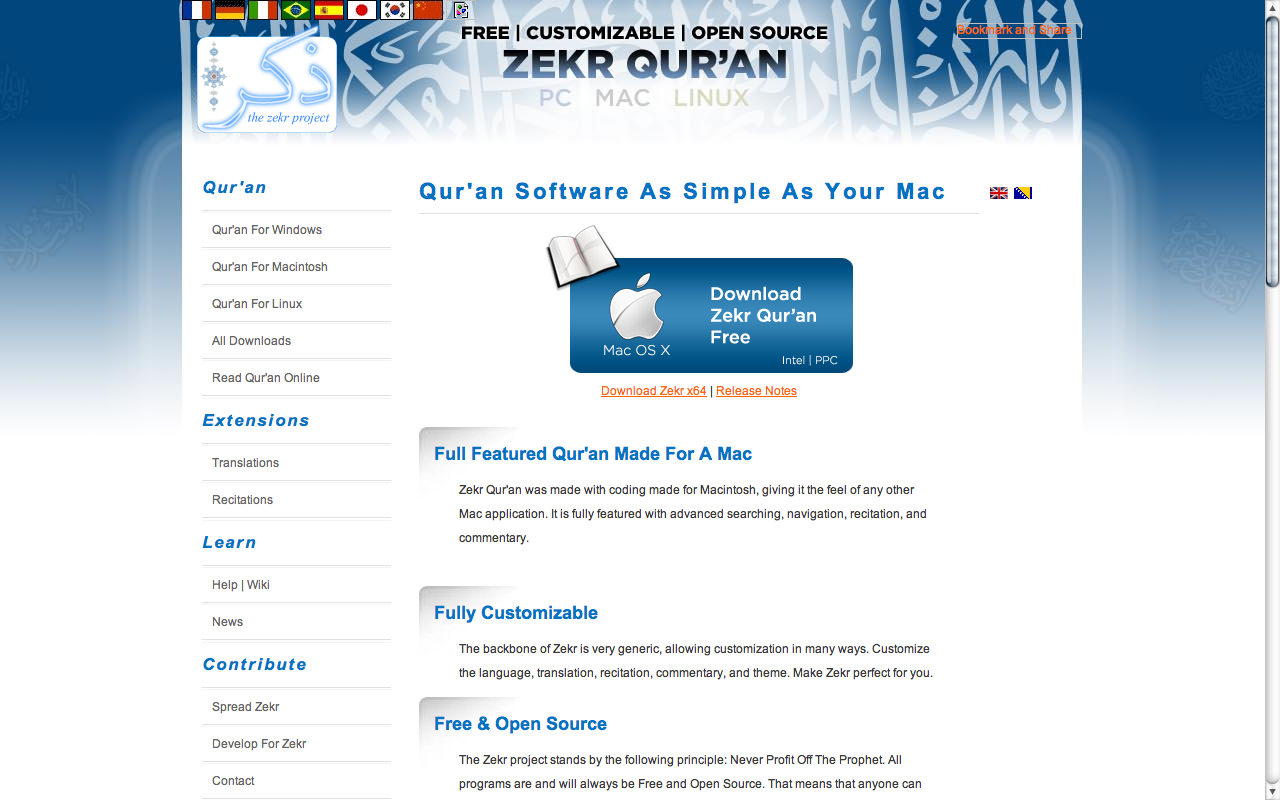 FREE | CUSTOMIZABLE | OPEN SOURCE
ZEKR QUR'AN
PC MAC LINUX
Bookmark and Share
ذكر
the zekr project
Qur'an
Qur'an For Windows
Qur'an For Macintosh
Qur'an For Linux
All Downloads
Read Qur'an Online
Extensions
Translations
Recitations
Learn
Help | Wiki
News
Contribute
Spread Zekr
Develop For Zekr
Contact
Qur'an Software As Simple As Your Mac
Download
Zekr Qur'an
Free
Mac OS X
Intel | PPC
Download Zekr x64 | Release Notes
Full Featured Qur'an Made For A Mac
Zekr Qur'an was made with coding made for Macintosh, giving it the feel of any other
Mac application. It is fully featured with advanced searching, navigation, recitation, and
commentary.
Fully Customizable
The backbone of Zekr is very generic, allowing customization in many ways. Customize
the language, translation, recitation, commentary, and theme. Make Zekr perfect for you.
Free & Open Source
The Zekr project stands by the following principle: Never Profit Off The Prophet. All
programs are and will always be Free and Open Source. That means that anyone can